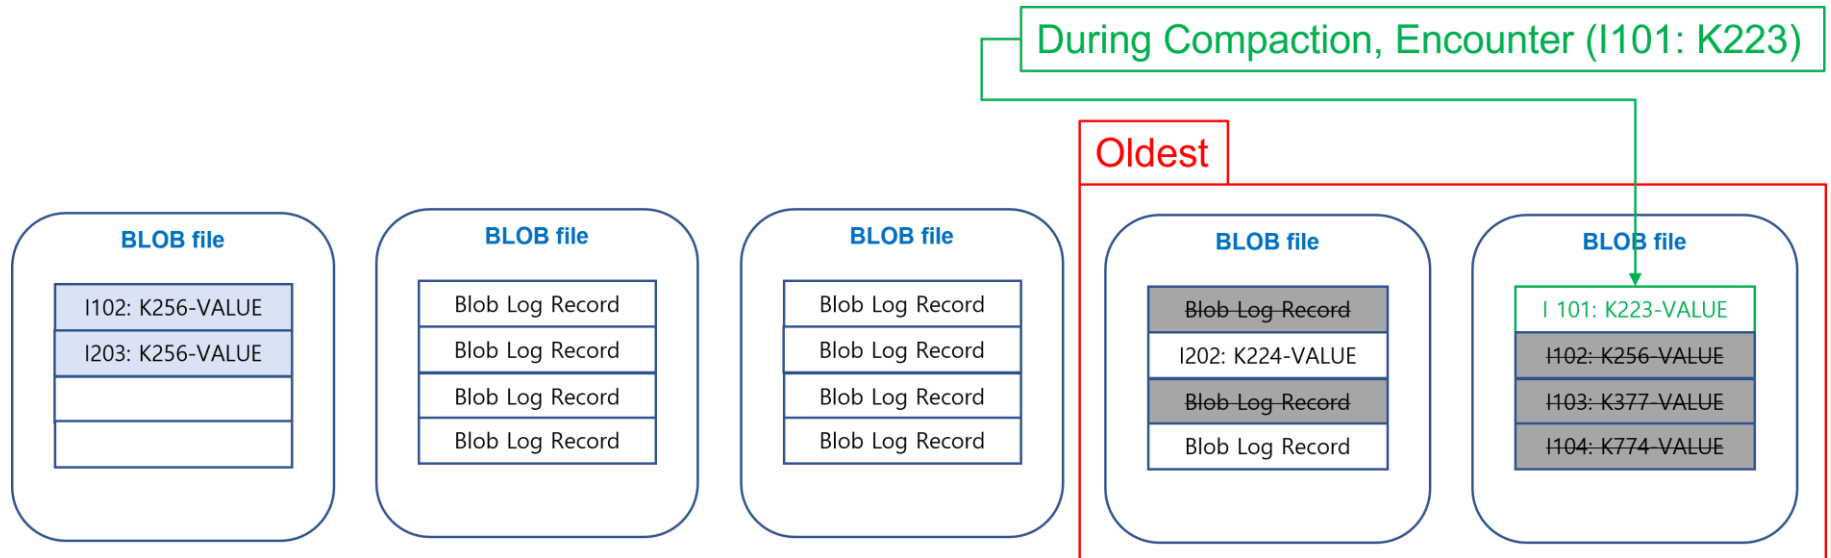 During Compaction, Encounter (I101: K223)
Oldest
BLOB file
I102: K256-VALUE
I203: K256-VALUE
BLOB file
Blob Log Record
Blob Log Record
Blob Log Record
Blob Log Record
BLOB file
Blob Log Record
Blob Log Record
Blob Log Record
Blob Log Record
BLOB file
Blob Log Record
I202: K224-VALUE
Blob Log Record
Blob Log Record
BLOB file
I 101: K223-VALUE
I102: K256-VALUE
I103: K377-VALUE
I104: K774-VALUE